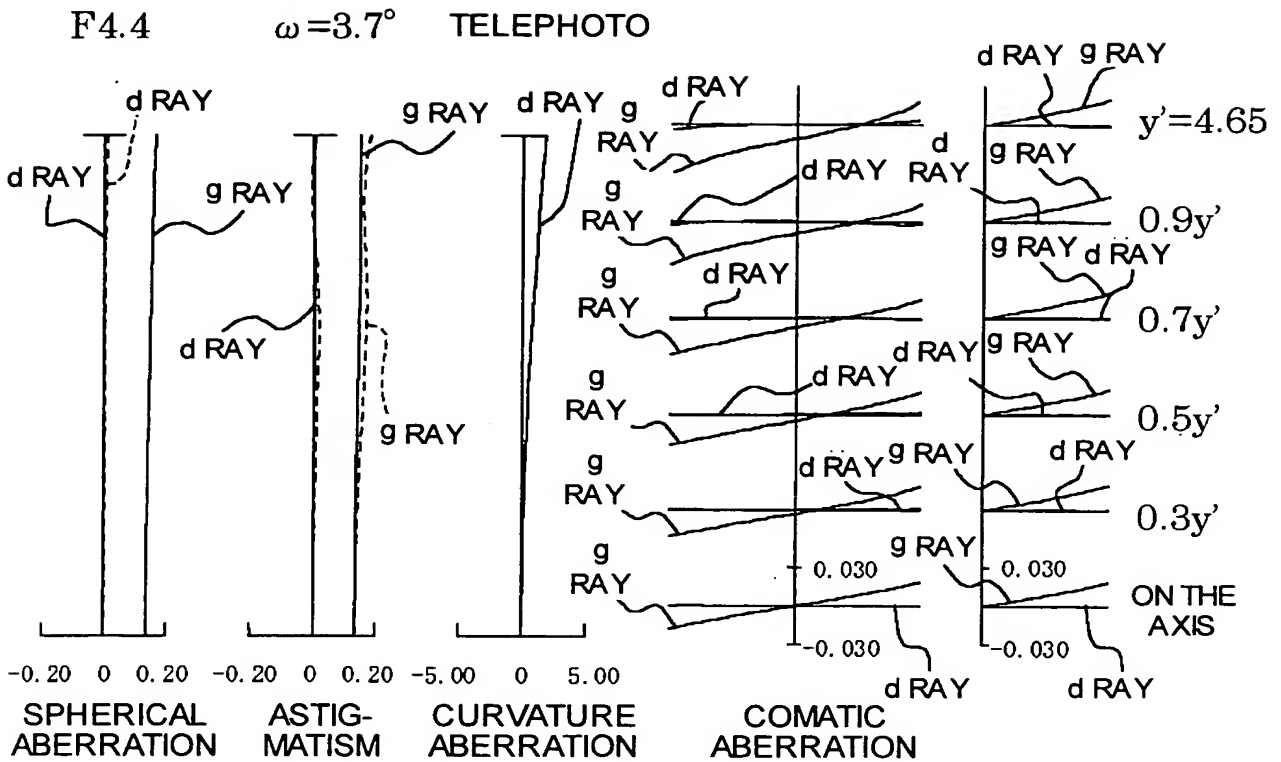 F4.4
ω=3.7°
TELEPHOTO
d RAY
d RAY
g RAY
-0.20 0 0.20
SPHERICAL
ABERRATION
g RAY
d RAY
g RAY
-0.20 0 0.20
ASTIG-
MATISM
d RAY
-5.00 0 5.00
CURVATURE
ABERRATION
d RAY
g
RAY
d RAY
g RAY
y'=4.65
d RAY
g
RAY
d
RAY
g RAY
0.9y'
d RAY
g
RAY
g RAY
d RAY
0.7y'
d RAY
g
RAY
d RAY
g RAY
0.5y'
d RAY
g
RAY
g RAY
d RAY
0.3y'
g
RAY
0.030
-0.030
d RAY
g RAY
0.030
-0.030
d RAY
ON THE
AXIS
COMATIC
ABERRATION